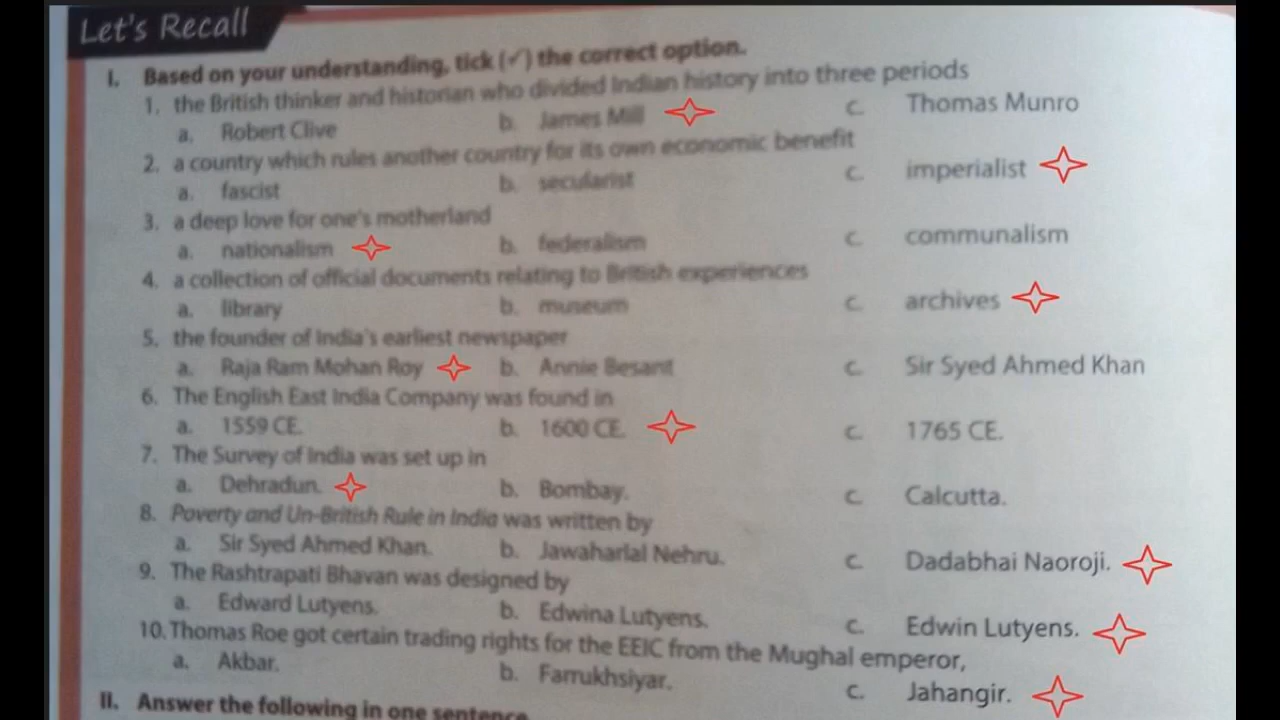 Let's Recall
I. Based on your understanding, tick (✓) the correct option.
1. the British thinker and historian who divided Indian history into three periods
a. Robert Clive b. James Mill c. Thomas Munro
2. a country which rules another country for its own economic benefit
a. fascist b. secularist c. imperialist
3. a deep love for one's motherland
a. nationalism b. federalism c. communalism
4. a collection of official documents relating to British experiences
a. library b. museum c. archives
5. the founder of India's earliest newspaper
a. Raja Ram Mohan Roy b. Annie Besant c. Sir Syed Ahmed Khan
6. The English East India Company was found in
a. 1559 CE. b. 1600 CE. c. 1765 CE.
7. The Survey of India was set up in
a. Dehradun. b. Bombay. c. Calcutta.
8. Poverty and Un-British Rule in India was written by
a. Sir Syed Ahmed Khan. b. Jawaharlal Nehru. c. Dadabhai Naoroji.
9. The Rashtrapati Bhavan was designed by
a. Edward Lutyens. b. Edwina Lutyens. c. Edwin Lutyens.
10. Thomas Roe got certain trading rights for the EEIC from the Mughal emperor,
a. Akbar. b. Farrukhsiyar. c. Jahangir.
II. Answer the following in one sentence.